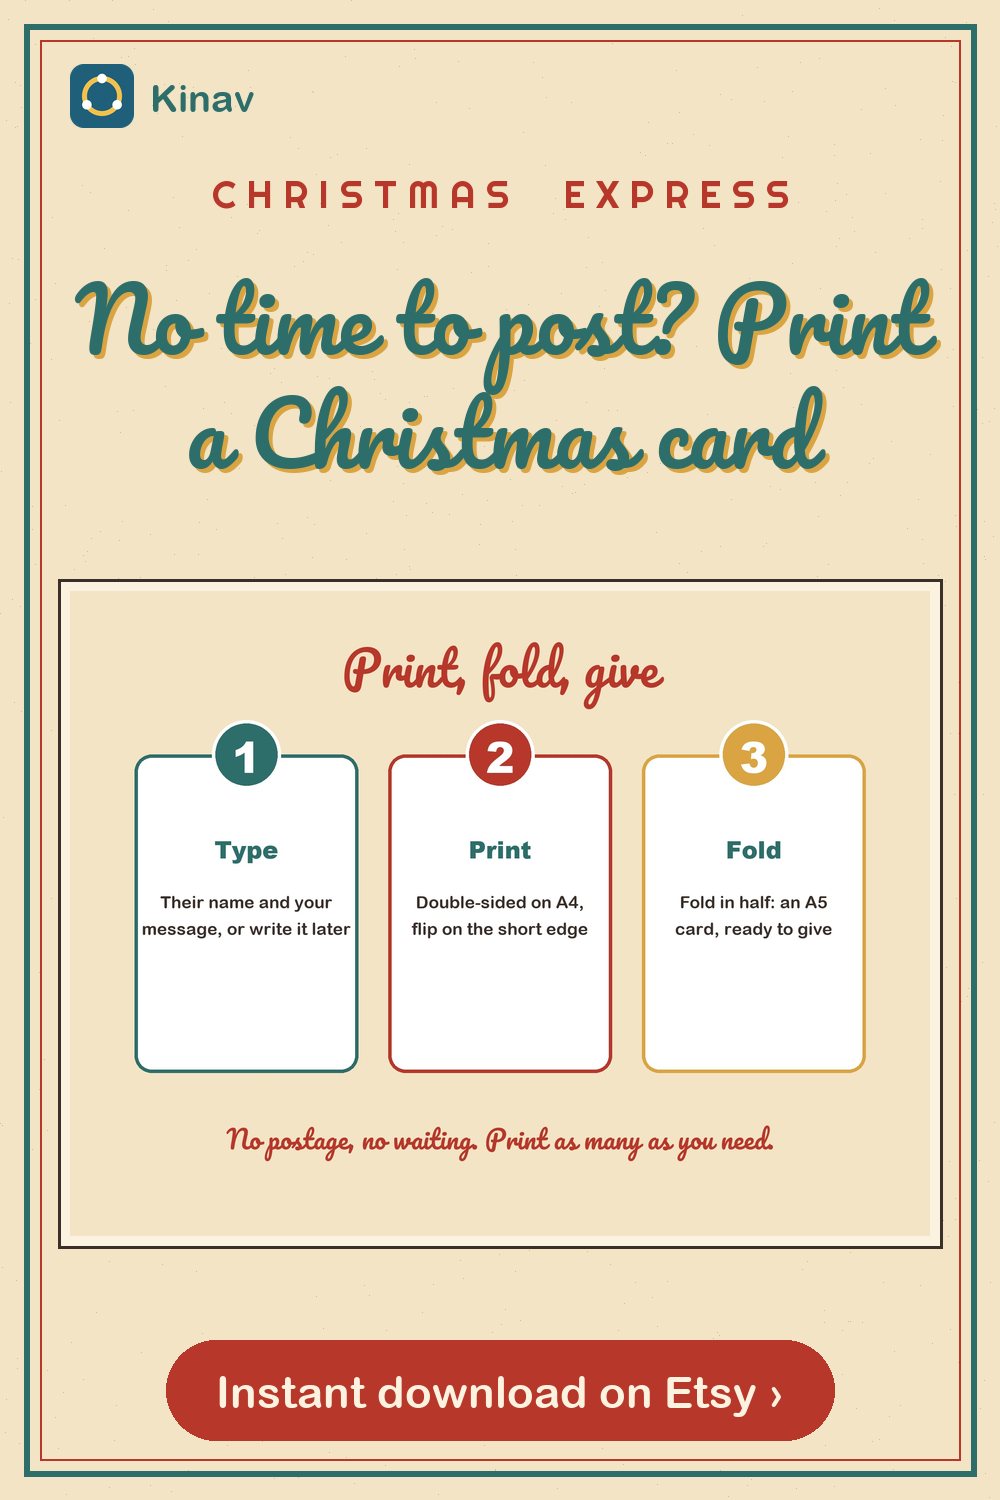 Kinav
CHRISTMAS EXPRESS
No time to post? Print
a Christmas card
Print, fold, give
1
Type
Their name and your
message, or write it later
2
Print
Double-sided on A4,
flip on the short edge
3
Fold
Fold in half: an A5
card, ready to give
No postage, no waiting. Print as many as you need.
Instant download on Etsy ›